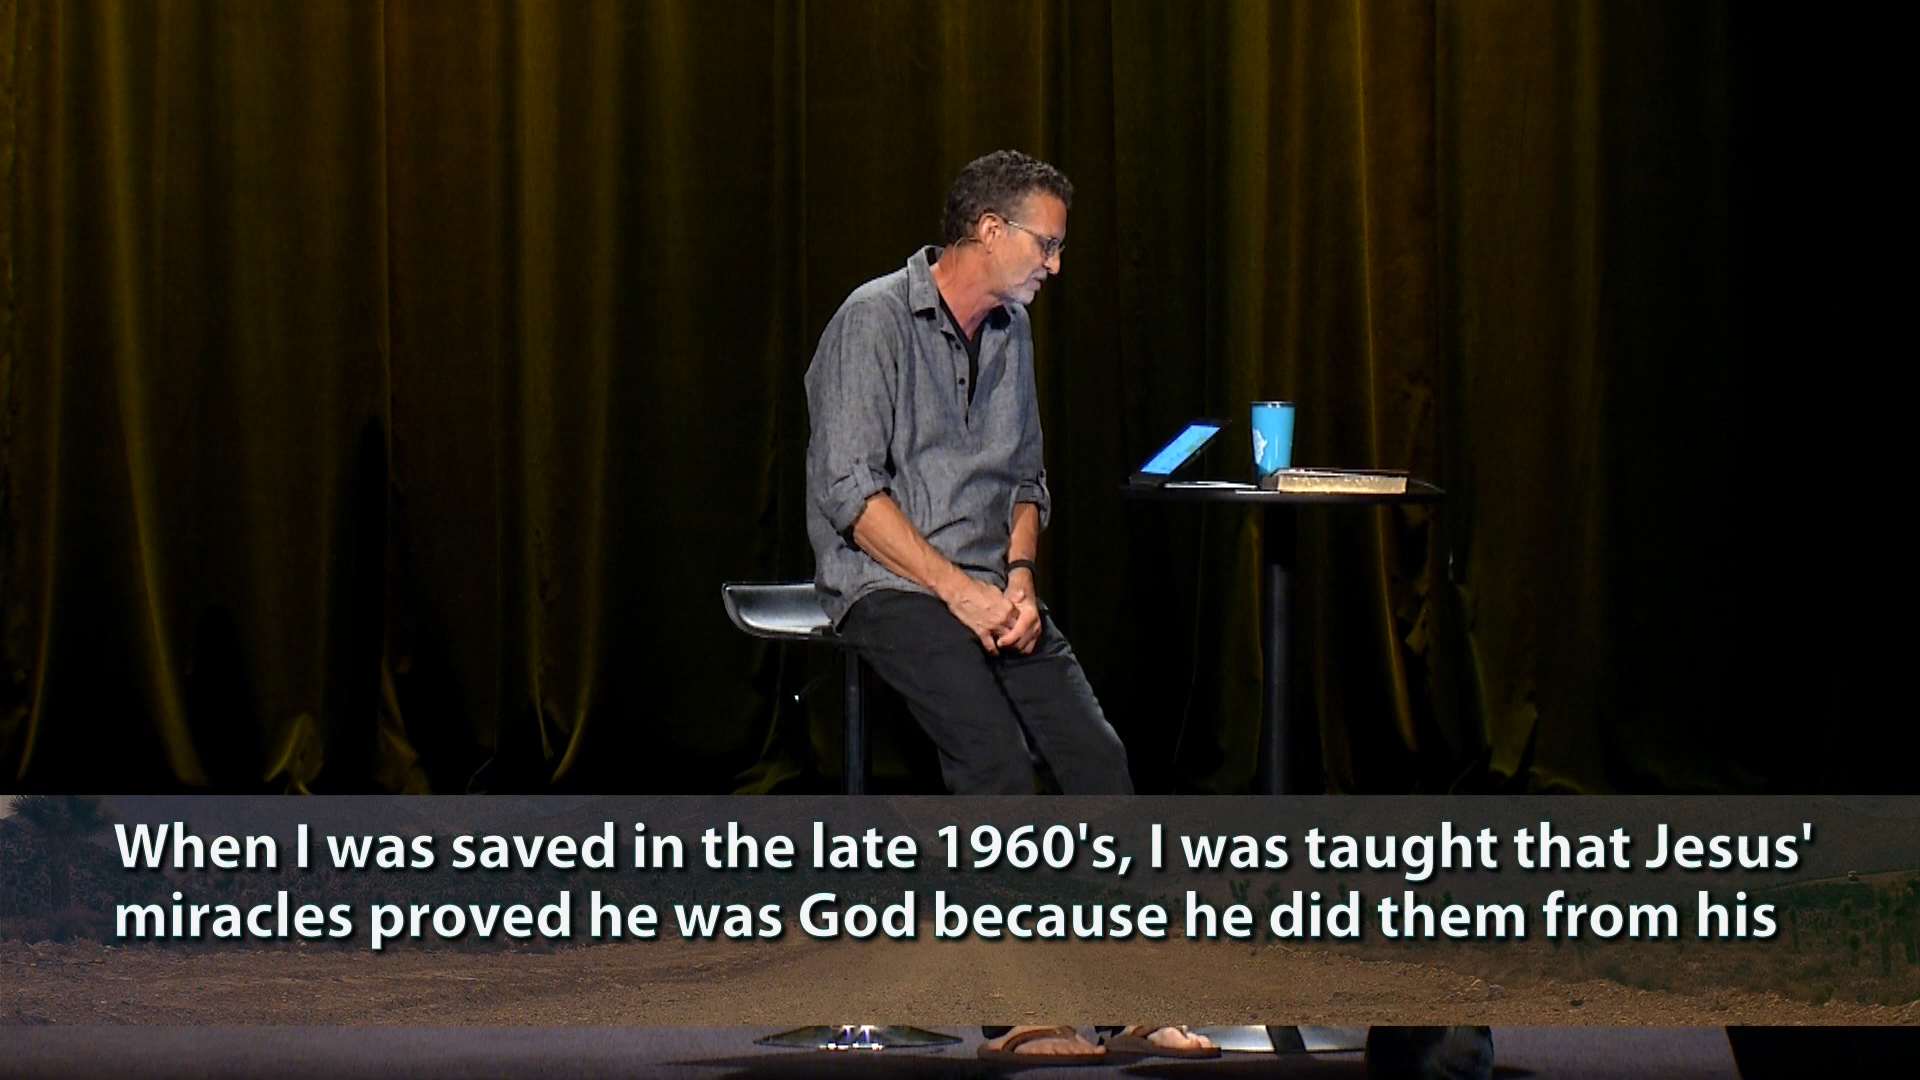 When I was saved in the late 1960's, I was taught that Jesus'
miracles proved he was God because he did them from his